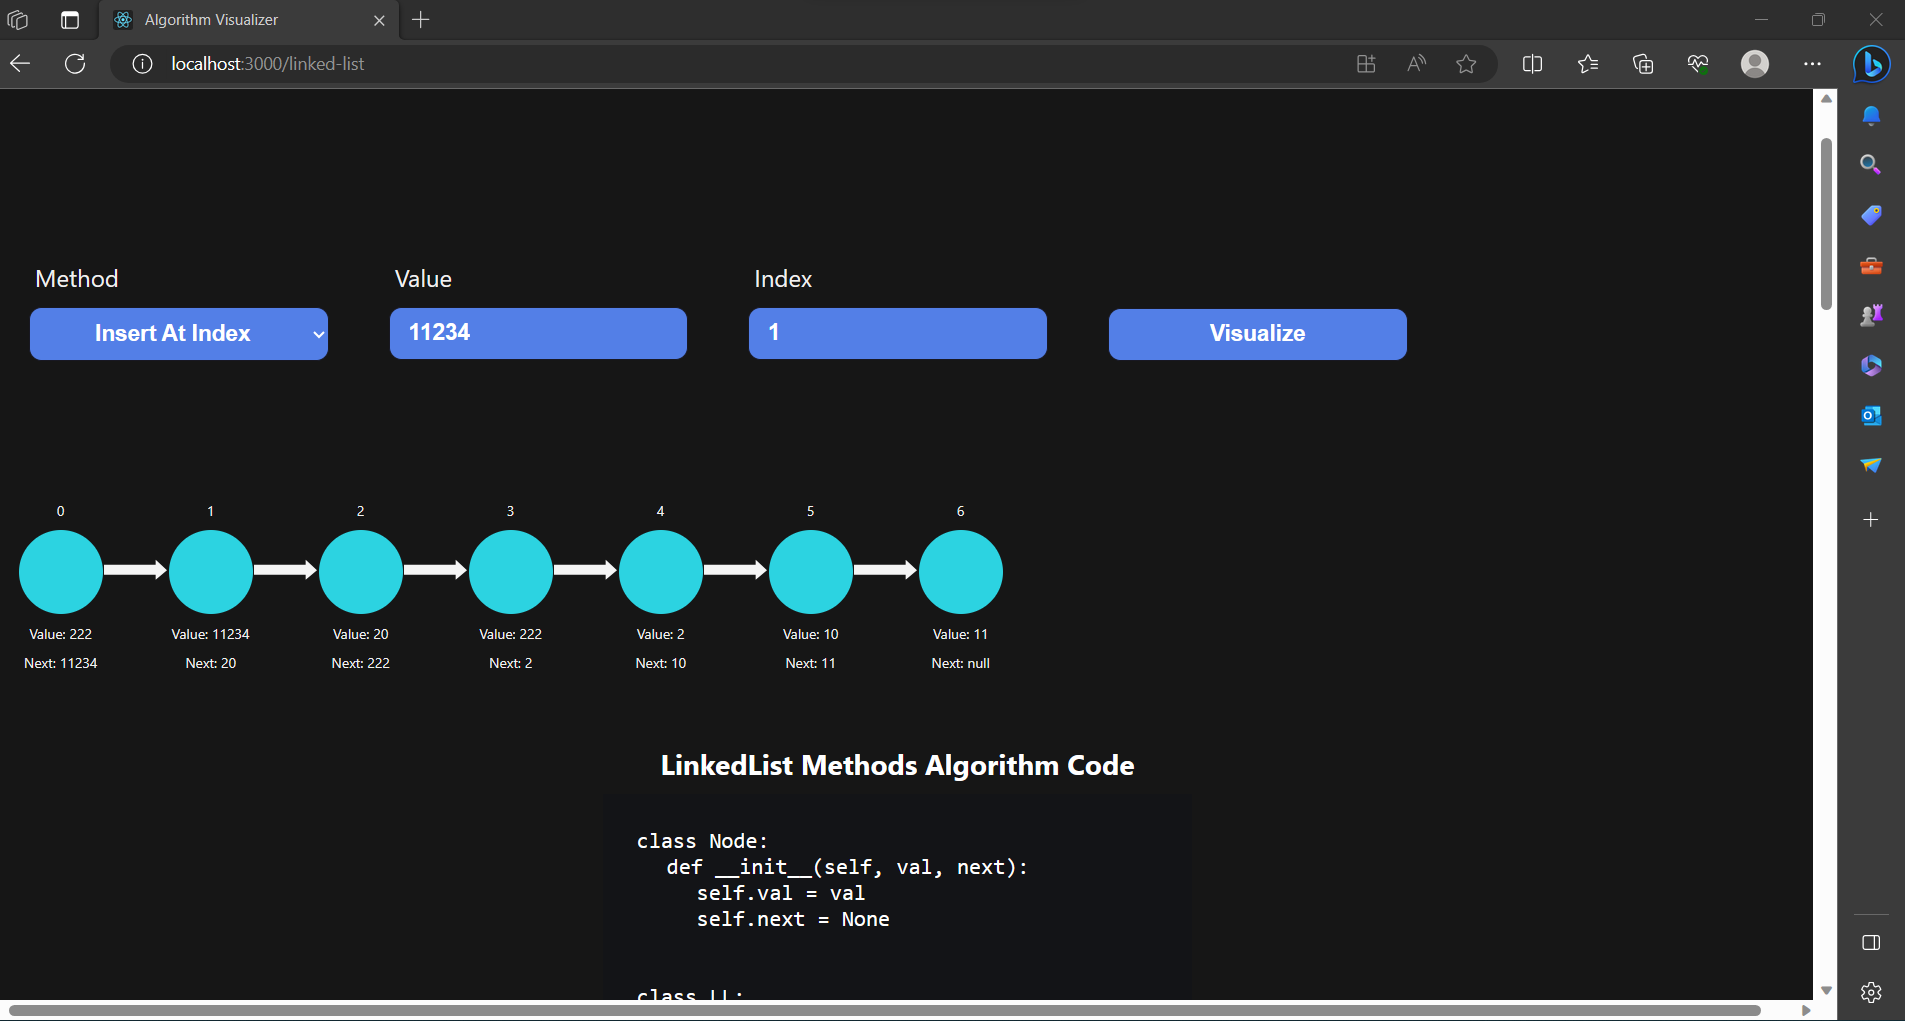 Algorithm Visualizer
localhost:3000/linked-list
Method Value Index
Insert At Index 11234 1 Visualize
0 1 2 3 4 5 6
Value: 222 Value: 11234 Value: 20 Value: 222 Value: 2 Value: 10 Value: 11
Next: 11234 Next: 20 Next: 222 Next: 2 Next: 10 Next: 11 Next: null
LinkedList Methods Algorithm Code
class Node:
def __init__(self, val, next):
self.val = val
self.next = None
class LL: